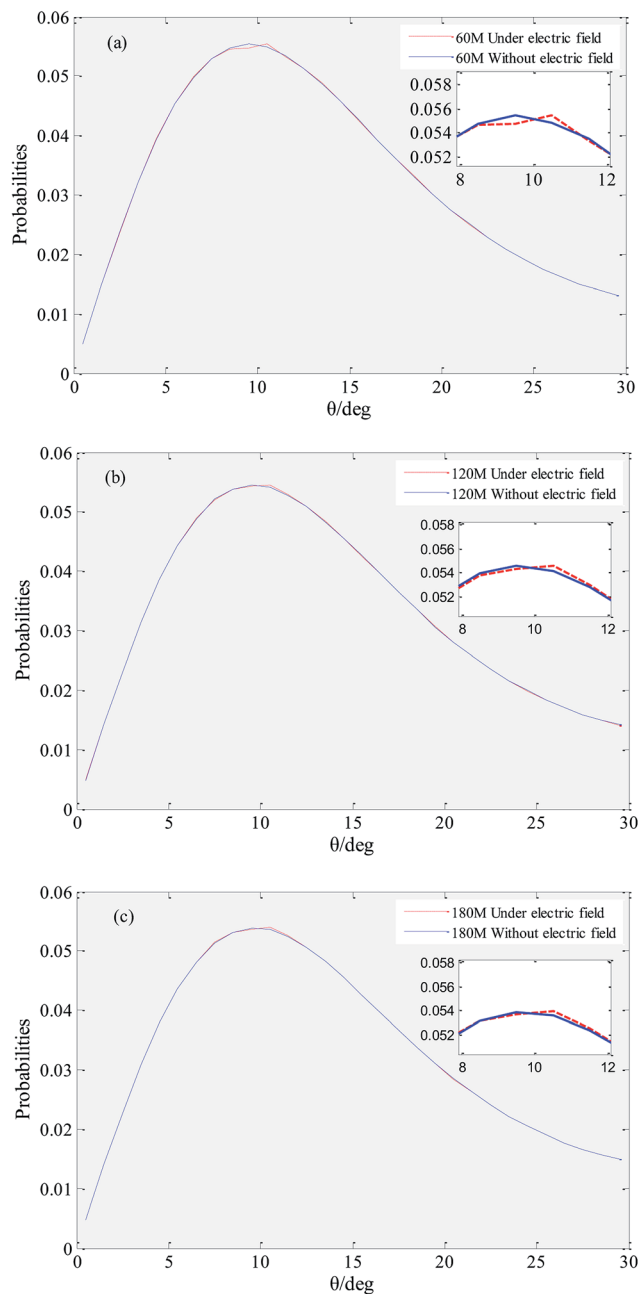 (a)
60M Under electric field
60M Without electric field
0.06
0.05
0.04
0.03
0.02
0.01
0
0.058
0.056
0.054
0.052
8 10 12
Probabilities
0 5 10 15 20 25 30
θ/deg
(b)
120M Under electric field
120M Without electric field
0.06
0.05
0.04
0.03
0.02
0.01
0
0.058
0.056
0.054
0.052
8 10 12
Probabilities
0 5 10 15 20 25 30
θ/deg
(c)
180M Under electric field
180M Without electric field
0.06
0.05
0.04
0.03
0.02
0.01
0
0.058
0.056
0.054
0.052
8 10 12
Probabilities
0 5 10 15 20 25 30
θ/deg